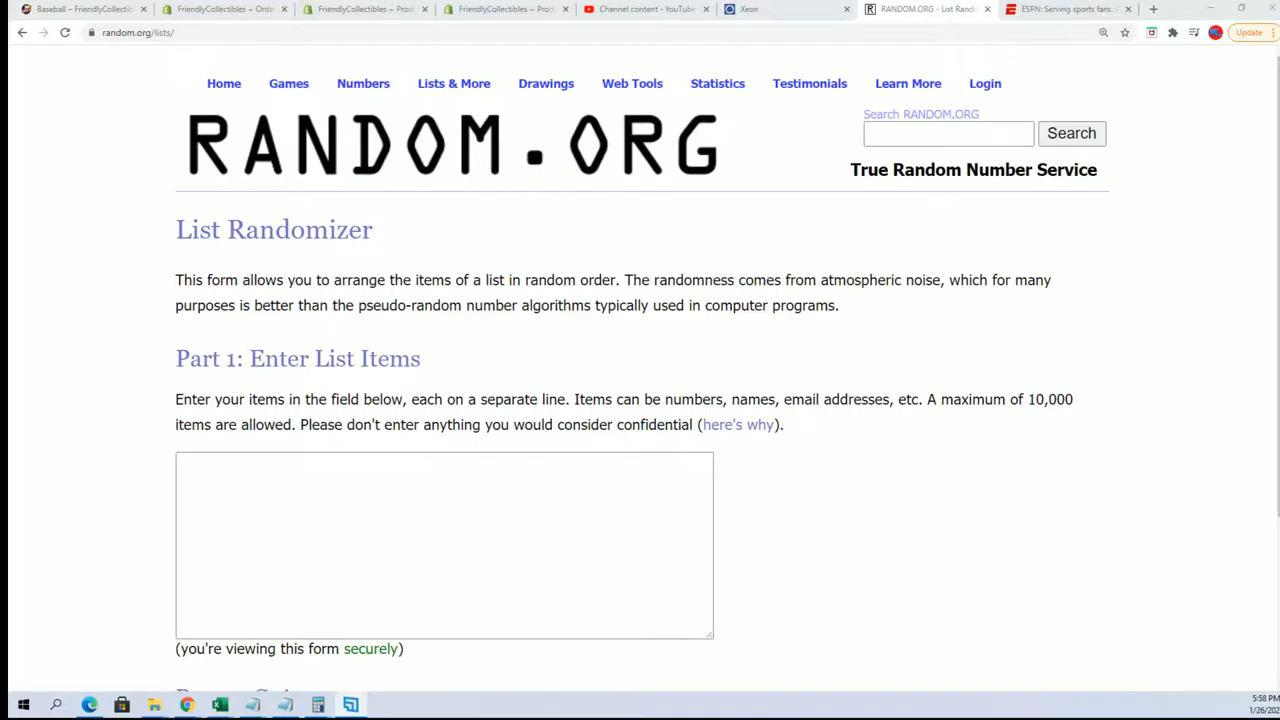 Baseball – FriendlyCollectibl
FriendlyCollectibles ~ Orde
FriendlyCollectibles ~ Prod
FriendlyCollectibles ~ Prod
Channel content - YouTube
Xeon
RANDOM.ORG - List Rando
ESPN: Serving sports fans.
random.org/lists/
Update
Home Games Numbers Lists & More Drawings Web Tools Statistics Testimonials Learn More Login
RANDOM.ORG
Search RANDOM.ORG
Search
True Random Number Service
List Randomizer
This form allows you to arrange the items of a list in random order. The randomness comes from atmospheric noise, which for many
purposes is better than the pseudo-random number algorithms typically used in computer programs.
Part 1: Enter List Items
Enter your items in the field below, each on a separate line. Items can be numbers, names, email addresses, etc. A maximum of 10,000
items are allowed. Please don't enter anything you would consider confidential (here's why).
(you're viewing this form securely)
5:58 PM
1/26/202